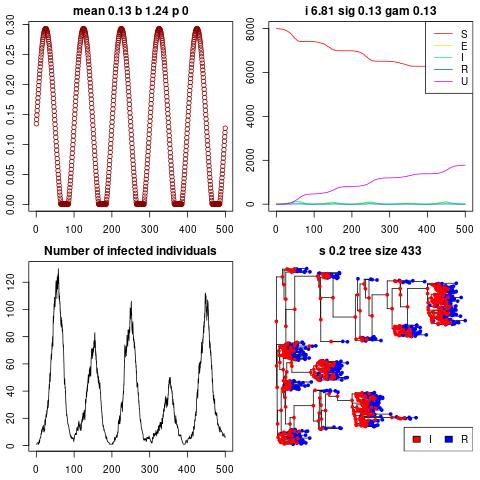 mean 0.13 b 1.24 p 0
0.00 0.05 0.10 0.15 0.20 0.25 0.30
0 100 200 300 400 500
i 6.81 sig 0.13 gam 0.13
0 2000 4000 6000 8000
0 100 200 300 400 500
S
E
I
R
U
Number of infected individuals
0 20 40 60 80 100 120
0 100 200 300 400 500
s 0.2 tree size 433
I R